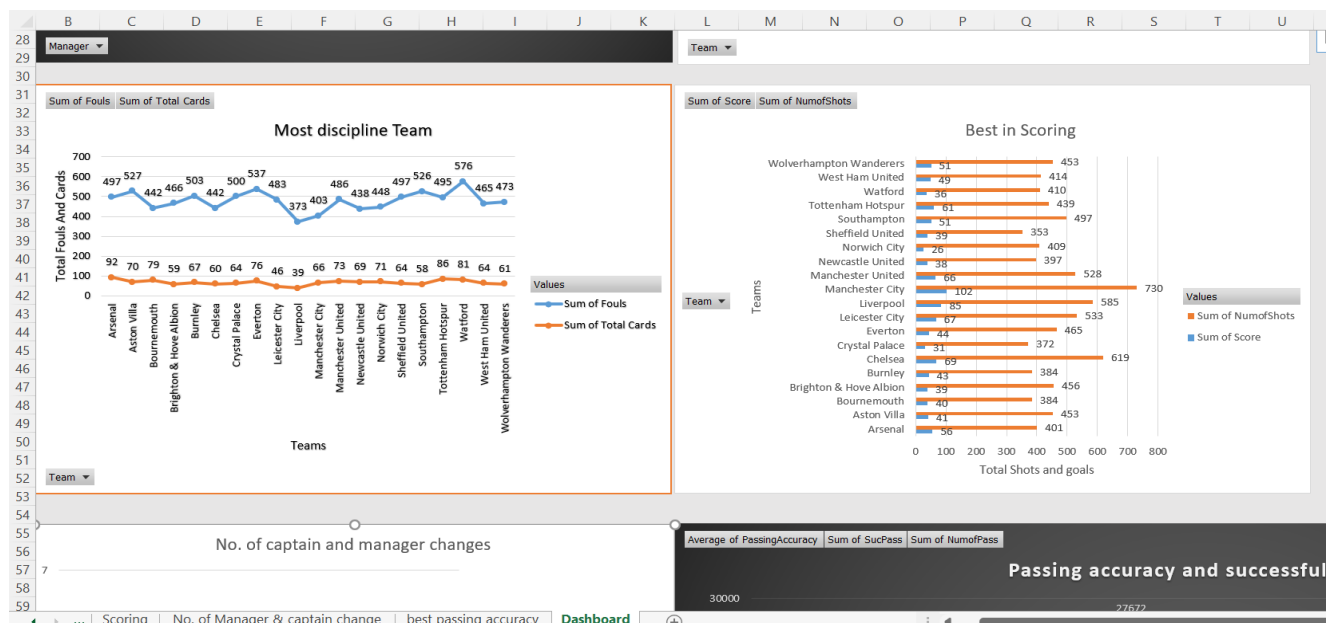 B C D E F G H I J K L M N O P Q R S T U
28
29
30
31
32
33
34
35
36
37
38
39
40
41
42
43
44
45
46
47
48
49
50
51
52
53
54
55
56
57
58
59
Manager
Team
Sum of Fouls Sum of Total Cards
Most discipline Team
Total Fouls And Cards
700
600
500
400
300
200
100
0
497 527 442 466 503 442 500 537 483 373 403 486 438 448 497 526 495 576 465 473
92 70 79 59 67 60 64 76 46 39 66 73 69 71 64 58 86 81 64 61
Arsenal
Aston Villa
Bournemouth
Brighton & Hove Albion
Burnley
Chelsea
Crystal Palace
Everton
Leicester City
Liverpool
Manchester City
Manchester United
Newcastle United
Norwich City
Sheffield United
Southampton
Tottenham Hotspur
Watford
West Ham United
Wolverhampton Wanderers
Teams
Values
Sum of Fouls
Sum of Total Cards
Team
Sum of Score Sum of NumofShots
Best in Scoring
Team
Teams
Wolverhampton Wanderers 453
51
West Ham United 414
49
Watford 410
36
Tottenham Hotspur 439
61
Southampton 497
51
Sheffield United 353
39
Norwich City 409
26
Newcastle United 397
38
Manchester United 528
66
Manchester City 730
102
Liverpool 585
85
Leicester City 533
67
Everton 465
44
Crystal Palace 372
31
Chelsea 619
69
Burnley 384
43
Brighton & Hove Albion 456
39
Bournemouth 384
40
Aston Villa 453
41
Arsenal 401
56
0 100 200 300 400 500 600 700 800
Total Shots and goals
Values
Sum of NumofShots
Sum of Score
No. of captain and manager changes
7
Average of PassingAccuracy Sum of SucPass Sum of NumofPass
Passing accuracy and successful
30000
27672
... Scoring No. of Manager & captain change best passing accuracy Dashboard